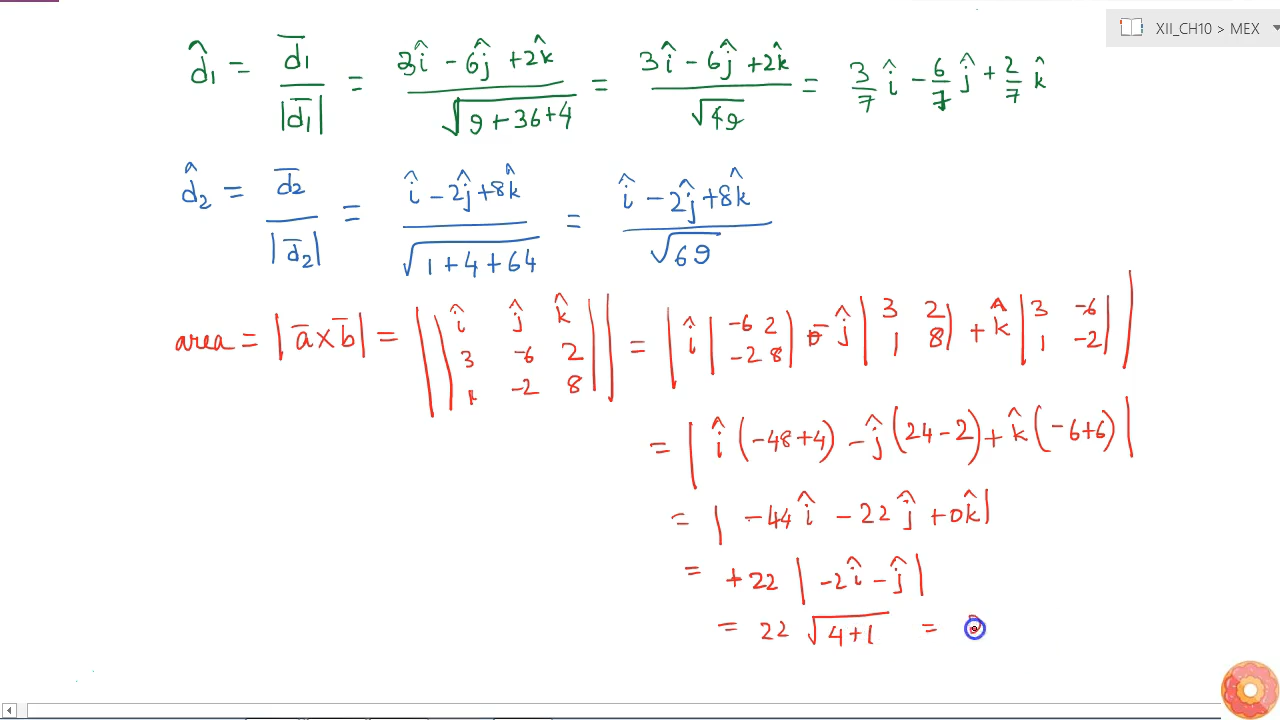 XII_CH10 > MEX
d̂₁ = d̅₁ / |d̅₁| = (3î - 6ĵ + 2k̂) / √(9+36+4) = (3î - 6ĵ + 2k̂) / √49 = 3/7 î - 6/7 ĵ + 2/7 k̂
d̂₂ = d̅₂ / |d̅₂| = (î - 2ĵ + 8k̂) / √(1+4+64) = (î - 2ĵ + 8k̂) / √69
area = |a̅ × b̅| = || î ĵ k̂ ; 3 -6 2 ; 1 -2 8 || = | î |-6 2 ; -2 8| - ĵ |3 2 ; 1 8| + k̂ |3 -6 ; 1 -2| |
= | î (-48+4) - ĵ (24-2) + k̂ (-6+6) |
= | -44î - 22ĵ + 0k̂ |
= +22 | -2î - ĵ |
= 22 √(4+1) =